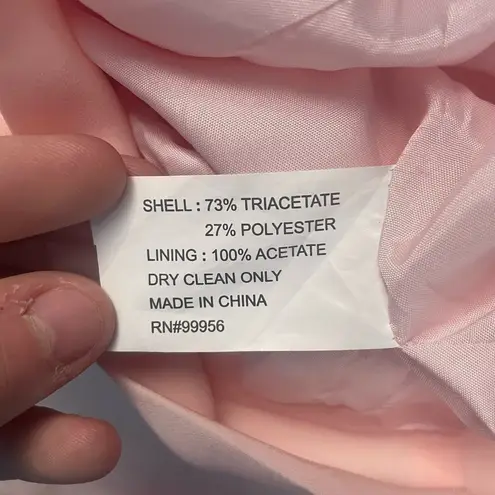 SHELL : 73% TRIACETATE
27% POLYESTER
LINING : 100% ACETATE
DRY CLEAN ONLY
MADE IN CHINA
RN#99956